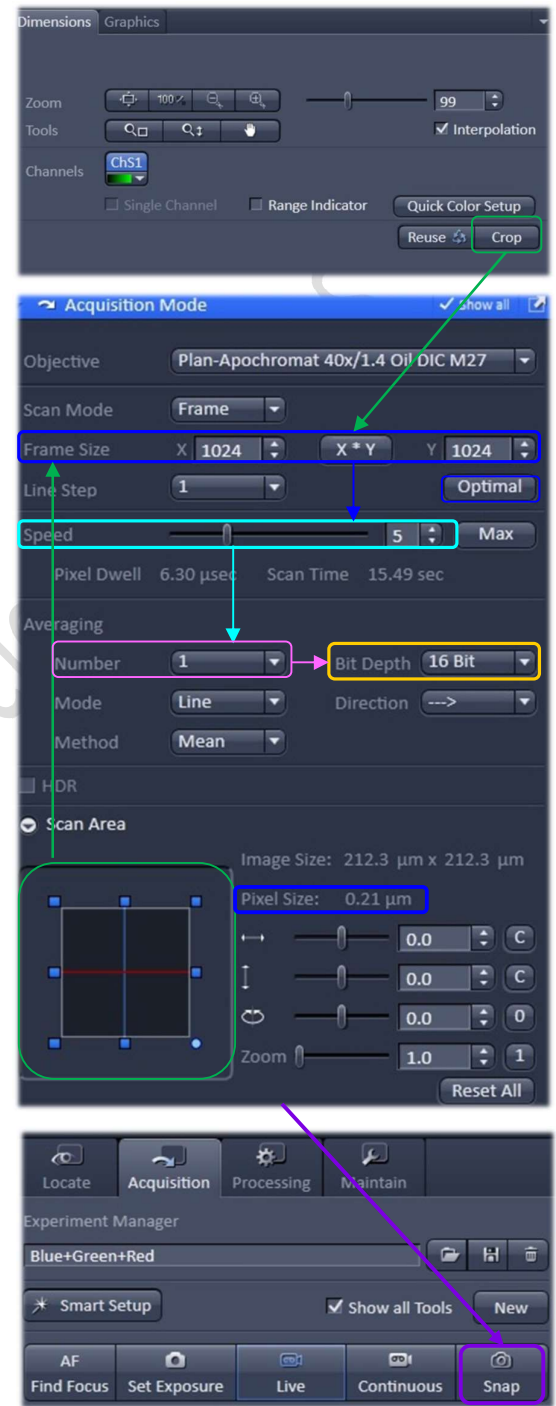 Dimensions Graphics
Zoom 100% 99
Tools Interpolation
Channels ChS1
Single Channel Range Indicator Quick Color Setup
Reuse Crop
Acquisition Mode Show all
Objective Plan-Apochromat 40x/1.4 Oil DIC M27
Scan Mode Frame
Frame Size X 1024 X * Y Y 1024
Line Step 1 Optimal
Speed 5 Max
Pixel Dwell 6.30 µsec Scan Time 15.49 sec
Averaging
Number 1 Bit Depth 16 Bit
Mode Line Direction --->
Method Mean
HDR
Scan Area
Image Size: 212.3 µm x 212.3 µm
Pixel Size: 0.21 µm
0.0 C
0.0 C
0.0 0
Zoom 1.0 1
Reset All
Locate Acquisition Processing Maintain
Experiment Manager
Blue+Green+Red
Smart Setup Show all Tools New
AF
Find Focus Set Exposure Live Continuous Snap